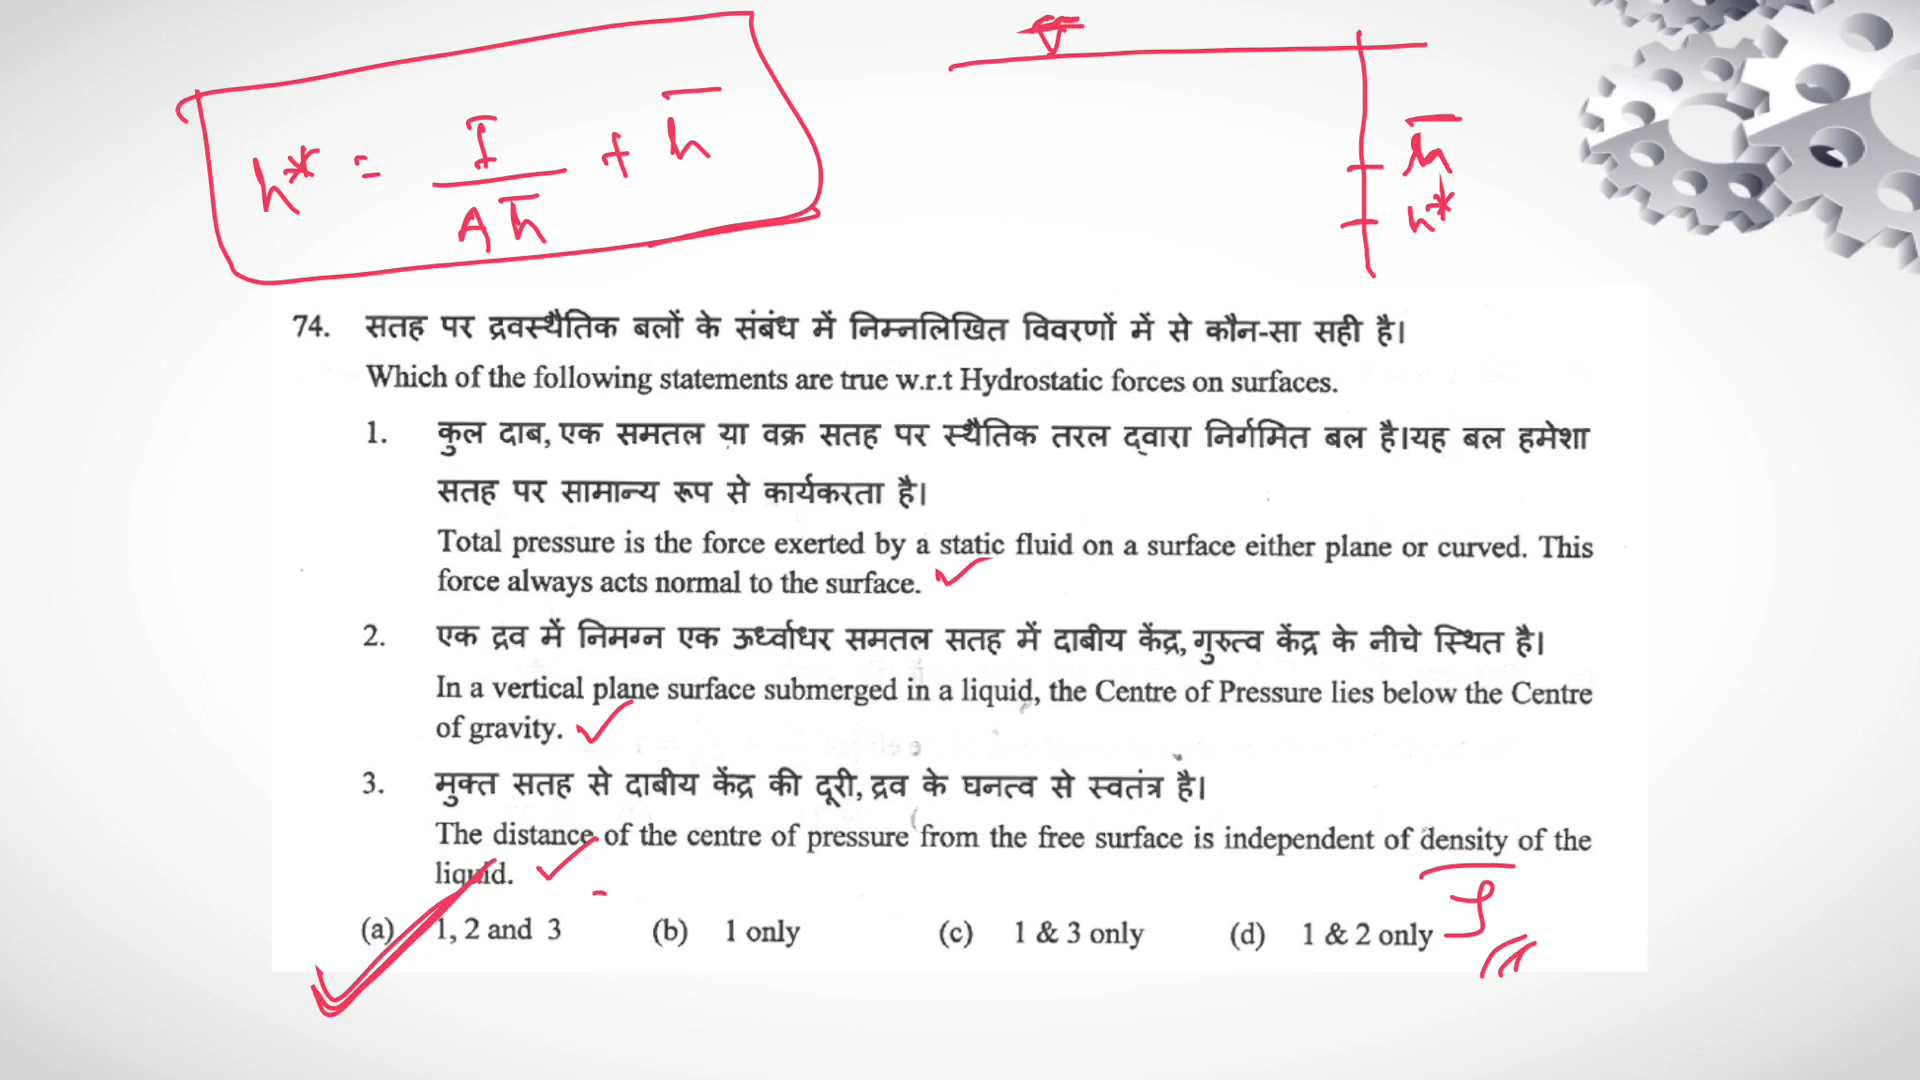 h* = I / A h̄ + h̄
h̄
h*
74. सतह पर द्रवस्थैतिक बलों के संबंध में निम्नलिखित विवरणों में से कौन-सा सही है।
Which of the following statements are true w.r.t Hydrostatic forces on surfaces.
1. कुल दाब, एक समतल या वक्र सतह पर स्थैतिक तरल द्वारा निर्गमित बल है।यह बल हमेशा
सतह पर सामान्य रूप से कार्यकरता है।
Total pressure is the force exerted by a static fluid on a surface either plane or curved. This
force always acts normal to the surface.
2. एक द्रव में निमग्न एक ऊर्ध्वाधर समतल सतह में दाबीय केंद्र, गुरुत्व केंद्र के नीचे स्थित है।
In a vertical plane surface submerged in a liquid, the Centre of Pressure lies below the Centre
of gravity.
3. मुक्त सतह से दाबीय केंद्र की दूरी, द्रव के घनत्व से स्वतंत्र है।
The distance of the centre of pressure from the free surface is independent of density of the
liquid.
(a) 1, 2 and 3 (b) 1 only (c) 1 & 3 only (d) 1 & 2 only